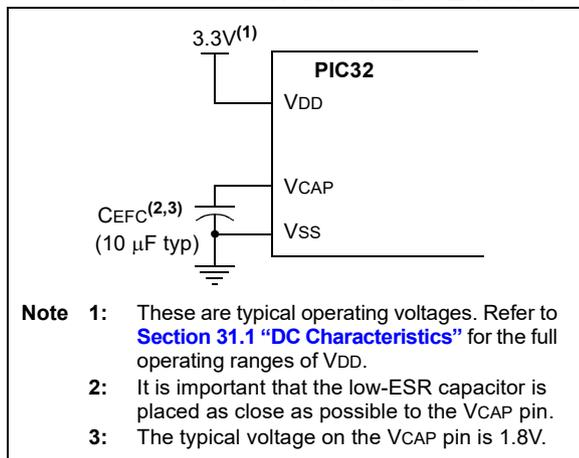 3.3V(1)
PIC32
VDD
VCAP
CEFC(2,3)
(10 μF typ)
VSS
Note 1: These are typical operating voltages. Refer to
Section 31.1 “DC Characteristics” for the full
operating ranges of VDD.
2: It is important that the low-ESR capacitor is
placed as close as possible to the VCAP pin.
3: The typical voltage on the VCAP pin is 1.8V.